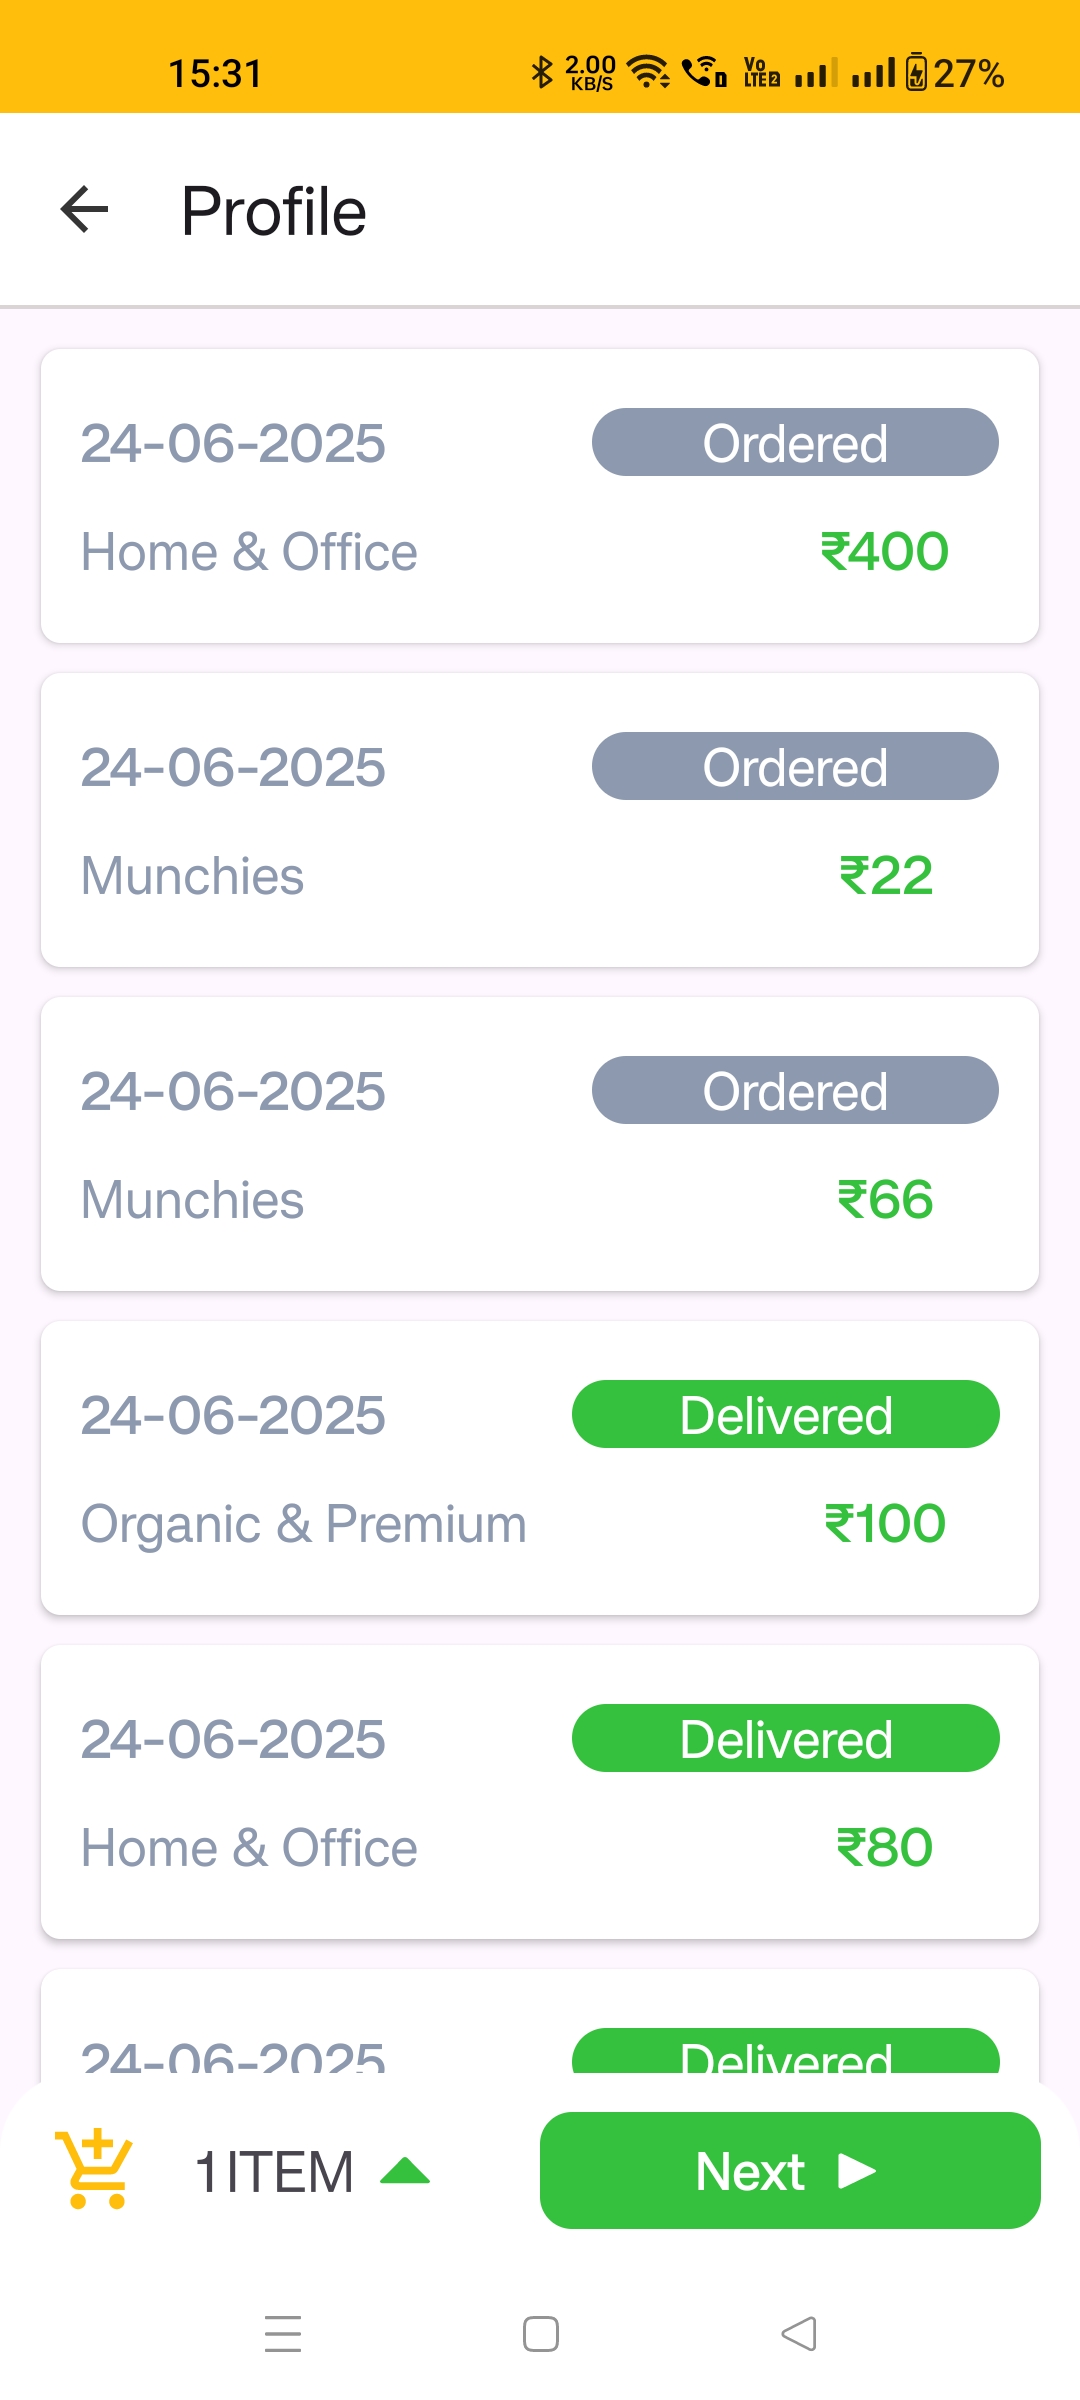 15:31 2.00 KB/S Vo LTE 2 27%
Profile
24-06-2025 Ordered
Home & Office ₹400
24-06-2025 Ordered
Munchies ₹22
24-06-2025 Ordered
Munchies ₹66
24-06-2025 Delivered
Organic & Premium ₹100
24-06-2025 Delivered
Home & Office ₹80
24-06-2025 Delivered
1 ITEM Next